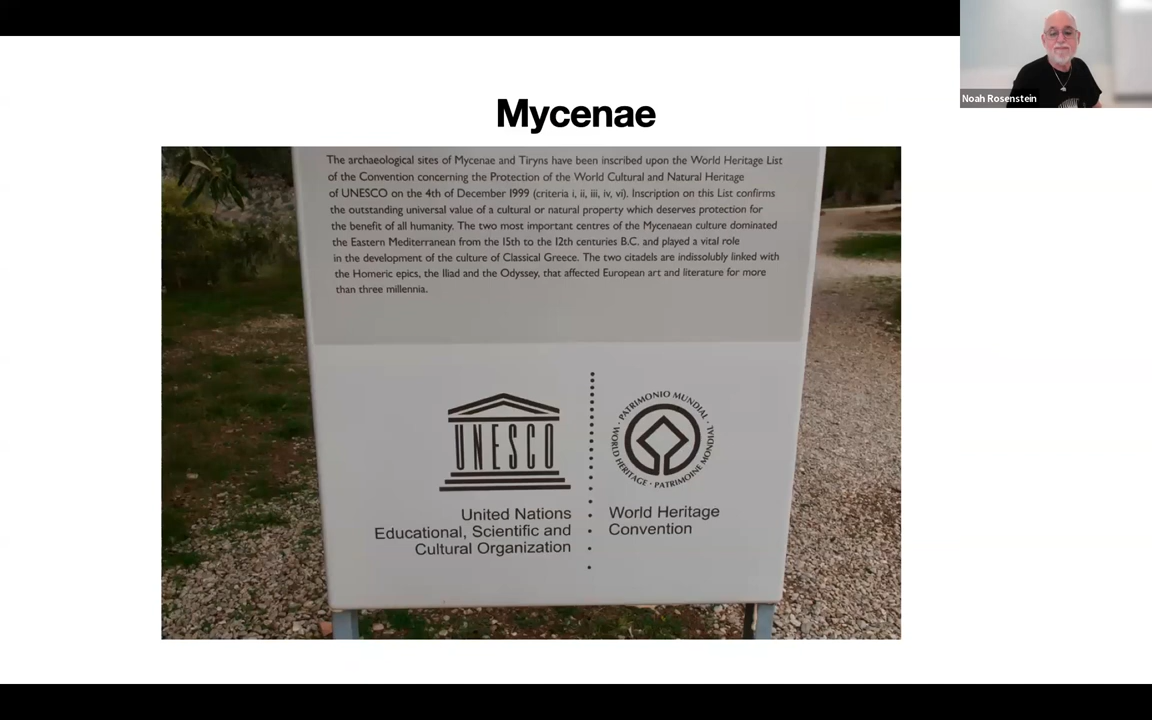 Mycenae
Noah Rosenstein
The archaeological sites of Mycenae and Tiryns have been inscribed upon the World Heritage List
of the Convention concerning the Protection of the World Cultural and Natural Heritage
of UNESCO on the 4th of December 1999 (criteria i, ii, iii, iv, vi). Inscription on this List confirms
the outstanding universal value of a cultural or natural property which deserves protection for
the benefit of all humanity. The two most important centres of the Mycenaean culture dominated
the Eastern Mediterranean from the 15th to the 12th centuries B.C. and played a vital role
in the development of the culture of Classical Greece. The two citadels are indissolubly linked with
the Homeric epics, the Iliad and the Odyssey, that affected European art and literature for more
than three millennia.
UNESCO
WORLD HERITAGE · PATRIMONIO MUNDIAL · PATRIMOINE MONDIAL ·
United Nations
Educational, Scientific and
Cultural Organization
World Heritage
Convention